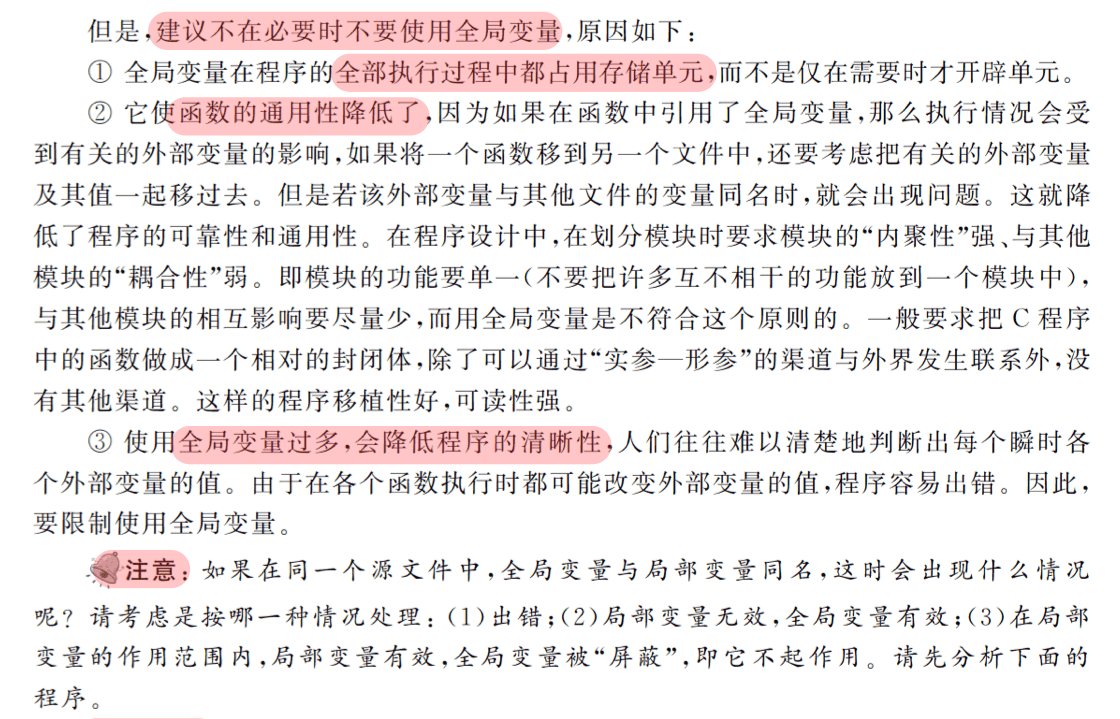 但是,建议不在必要时不要使用全局变量,原因如下:
① 全局变量在程序的全部执行过程中都占用存储单元,而不是仅在需要时才开辟单元。
② 它使函数的通用性降低了,因为如果在函数中引用了全局变量,那么执行情况会受
到有关的外部变量的影响,如果将一个函数移到另一个文件中,还要考虑把有关的外部变量
及其值一起移过去。但是若该外部变量与其他文件的变量同名时,就会出现问题。这就降
低了程序的可靠性和通用性。在程序设计中,在划分模块时要求模块的“内聚性”强、与其他
模块的“耦合性”弱。即模块的功能要单一(不要把许多互不相干的功能放到一个模块中),
与其他模块的相互影响要尽量少,而用全局变量是不符合这个原则的。一般要求把 C 程序
中的函数做成一个相对的封闭体,除了可以通过“实参—形参”的渠道与外界发生联系外,没
有其他渠道。这样的程序移植性好,可读性强。
③ 使用全局变量过多,会降低程序的清晰性,人们往往难以清楚地判断出每个瞬时各
个外部变量的值。由于在各个函数执行时都可能改变外部变量的值,程序容易出错。因此,
要限制使用全局变量。
注意:如果在同一个源文件中,全局变量与局部变量同名,这时会出现什么情况
呢?请考虑是按哪一种情况处理:(1)出错;(2)局部变量无效,全局变量有效;(3)在局部
变量的作用范围内,局部变量有效,全局变量被“屏蔽”,即它不起作用。请先分析下面的
程序。